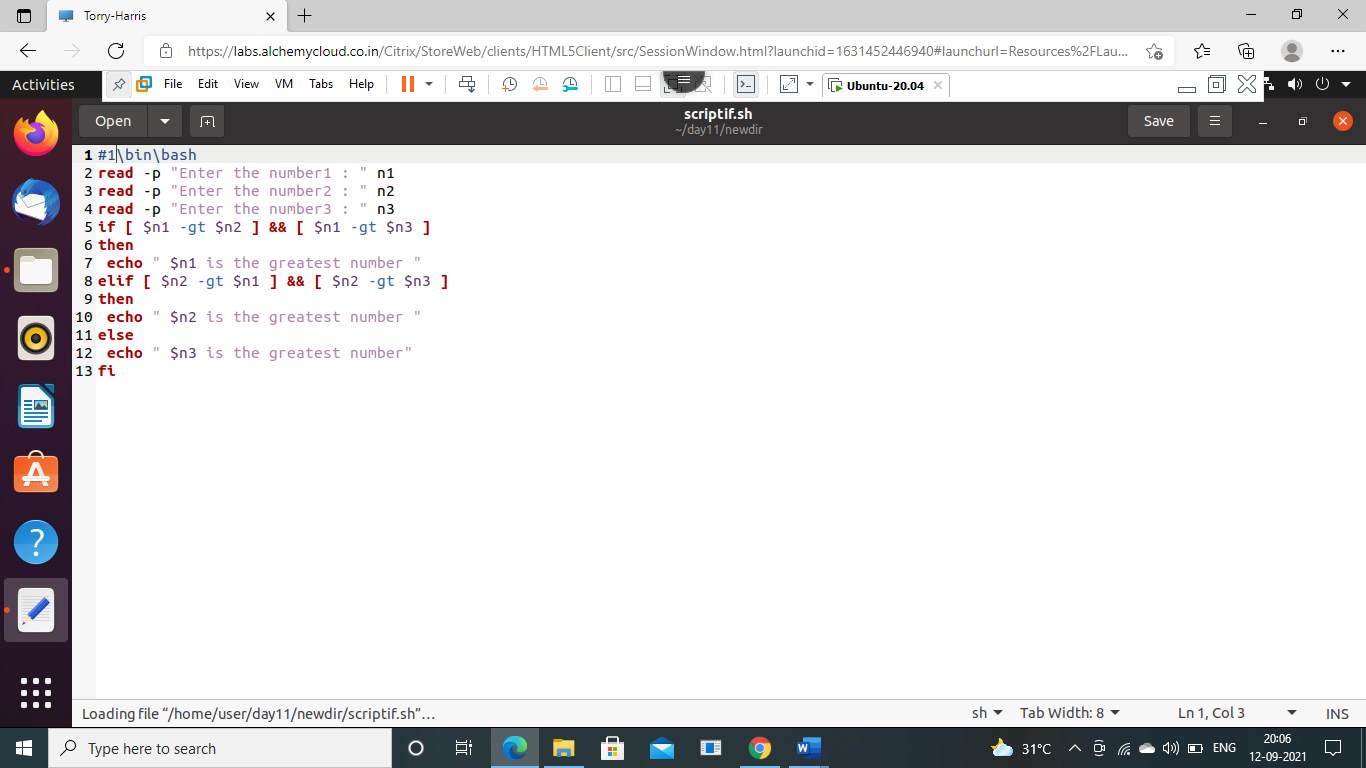 Torry-Harris
https://labs.alchemycloud.co.in/Citrix/StoreWeb/clients/HTML5Client/src/SessionWindow.html?launchid=1631452446940#launchurl=Resources%2FLau...
Activities
File Edit View VM Tabs Help
Ubuntu-20.04
Open
scriptif.sh
~/day11/newdir
Save
1 #1\bin\bash
2 read -p "Enter the number1 : " n1
3 read -p "Enter the number2 : " n2
4 read -p "Enter the number3 : " n3
5 if [ $n1 -gt $n2 ] && [ $n1 -gt $n3 ]
6 then
7  echo " $n1 is the greatest number "
8 elif [ $n2 -gt $n1 ] && [ $n2 -gt $n3 ]
9 then
10  echo " $n2 is the greatest number "
11 else
12  echo " $n3 is the greatest number"
13 fi
Loading file “/home/user/day11/newdir/scriptif.sh”…
sh Tab Width: 8 Ln 1, Col 3 INS
Type here to search
31°C
ENG
20:06
12-09-2021